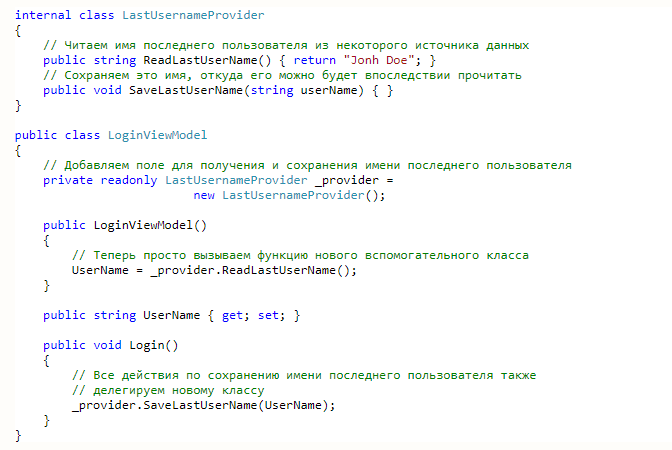 internal class LastUsernameProvider
{
    // Читаем имя последнего пользователя из некоторого источника данных
    public string ReadLastUserName() { return "Jonh Doe"; }
    // Сохраняем это имя, откуда его можно будет впоследствии прочитать
    public void SaveLastUserName(string userName) { }
}

public class LoginViewModel
{
    // Добавляем поле для получения и сохранения имени последнего пользователя
    private readonly LastUsernameProvider _provider =
                         new LastUsernameProvider();

    public LoginViewModel()
    {
        // Теперь просто вызываем функцию нового вспомогательного класса
        UserName = _provider.ReadLastUserName();
    }

    public string UserName { get; set; }

    public void Login()
    {
        // Все действия по сохранению имени последнего пользователя также
        // делегируем новому классу
        _provider.SaveLastUserName(UserName);
    }
}